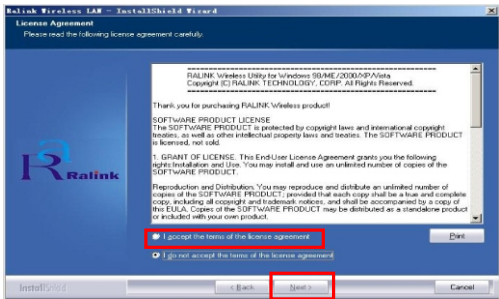 Ralink Wireless LAN - InstallShield Wizard
License Agreement
Please read the following license agreement carefully.
RALINK Wireless Utility for Windows 98/ME/2000/XP/Vista
Copyright (C) RALINK TECHNOLOGY, CORP. All Rights Reserved.
Thank you for purchasing RALINK Wireless product!
SOFTWARE PRODUCT LICENSE
The SOFTWARE PRODUCT is protected by copyright laws and international copyright
treaties, as well as other intellectual property laws and treaties. The SOFTWARE PRODUCT
is licensed, not sold.
1. GRANT OF LICENSE. This End-User License Agreement grants you the following
rights:Installation and Use. You may install and use an unlimited number of copies of the
SOFTWARE PRODUCT.
Reproduction and Distribution. You may reproduce and distribute an unlimited number of
copies of the SOFTWARE PRODUCT; provided that each copy shall be a true and complete
copy, including all copyright and trademark notices, and shall be accompanied by a copy of
this EULA. Copies of the SOFTWARE PRODUCT may be distributed as a standalone product
or included with your own product.
Ralink
I accept the terms of the license agreement
Print
I do not accept the terms of the license agreement
InstallShield
< Back
Next >
Cancel